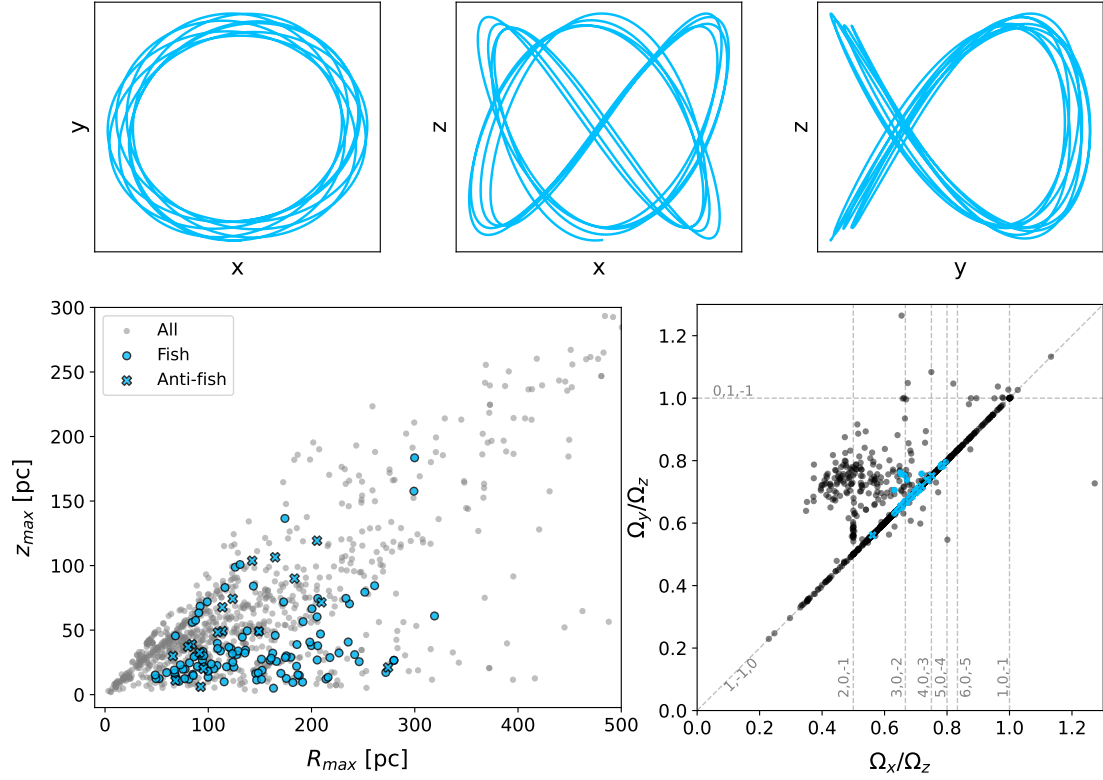 y
x
z
x
z
y
300
250
200
150
100
50
0
z_max [pc]
All
Fish
Anti-fish
0 100 200 300 400 500
R_max [pc]
1.2
1.0
0.8
0.6
0.4
0.2
0.0
Ω_y/Ω_z
0,1,-1
1,-1,0
2,0,-1
3,0,-2
4,0,-3
5,0,-4
6,0,-5
1,0,-1
0.0 0.2 0.4 0.6 0.8 1.0 1.2
Ω_x/Ω_z